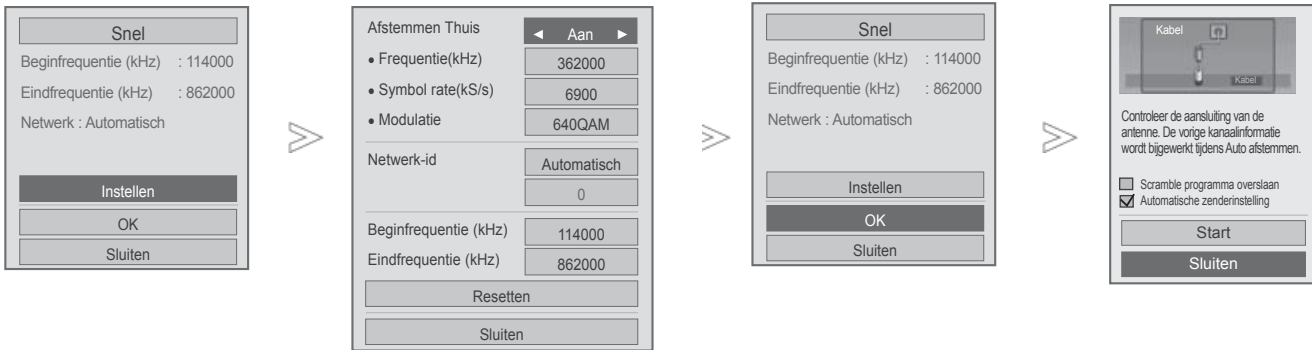 Snel
Beginfrequentie (kHz) : 114000
Eindfrequentie (kHz) : 862000
Netwerk : Automatisch
Instellen
OK
Sluiten
Afstemmen Thuis ◄ Aan ►
• Frequentie(kHz) 362000
• Symbol rate(kS/s) 6900
• Modulatie 640QAM
Netwerk-id Automatisch
0
Beginfrequentie (kHz) 114000
Eindfrequentie (kHz) 862000
Resetten
Sluiten
Snel
Beginfrequentie (kHz) : 114000
Eindfrequentie (kHz) : 862000
Netwerk : Automatisch
Instellen
OK
Sluiten
Kabel
Kabel
Controleer de aansluiting van de
antenne. De vorige kanaalinformatie
wordt bijgewerkt tijdens Auto afstemmen.
Scramble programma overslaan
Automatische zenderinstelling
Start
Sluiten